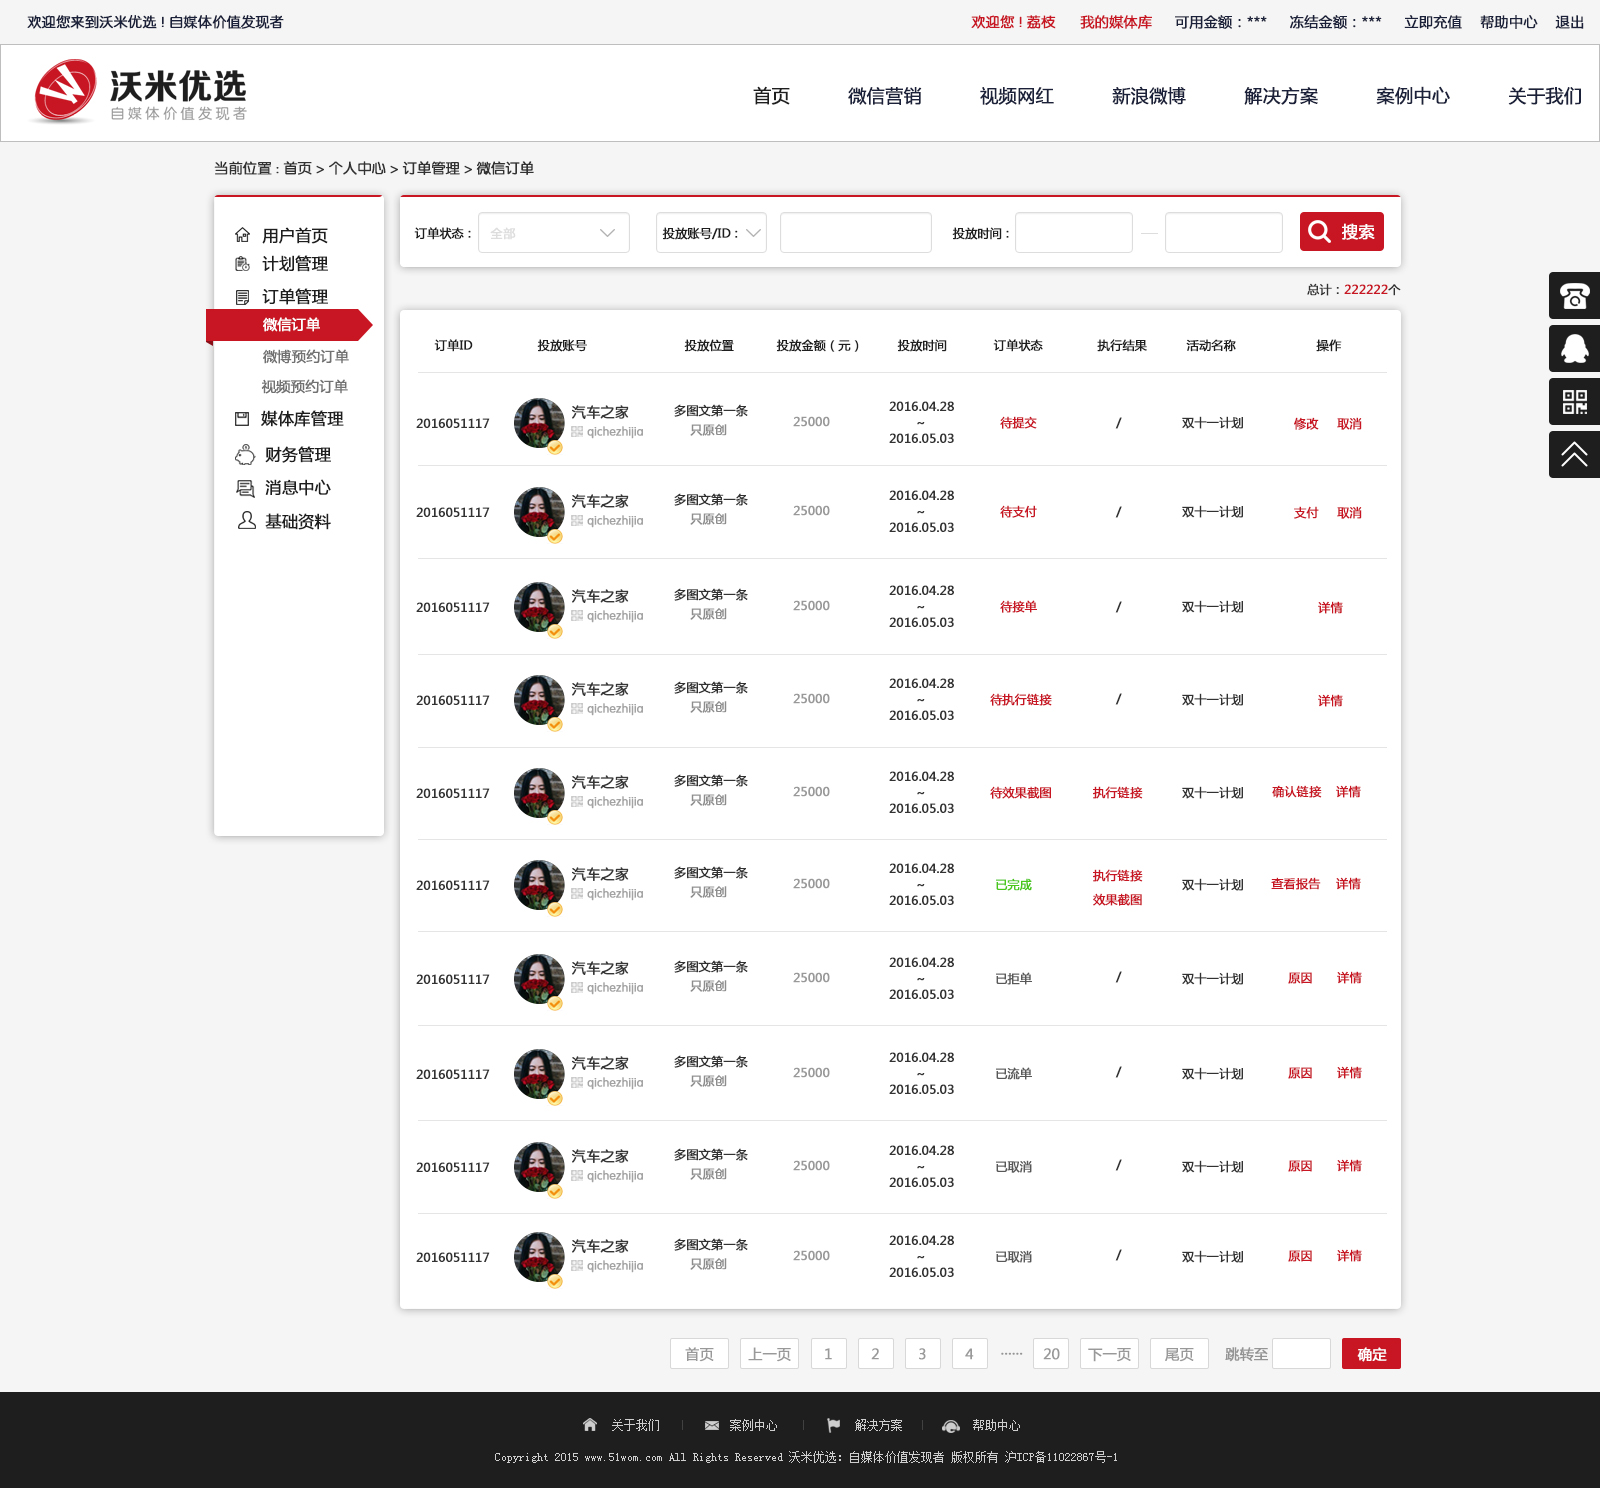 欢迎您来到沃米优选 ! 自媒体价值发现者 欢迎您 ! 荔枝 我的媒体库 可用金额：*** 冻结金额：*** 立即充值 帮助中心 退出
沃米优选
自媒体价值发现者
首页 微信营销 视频网红 新浪微博 解决方案 案例中心 关于我们
当前位置 : 首页 > 个人中心 > 订单管理 > 微信订单
用户首页
计划管理
订单管理
微信订单
微博预约订单
视频预约订单
媒体库管理
财务管理
消息中心
基础资料
订单状态： 全部 投放账号/ID： 投放时间： — 搜索
总计：222222个
订单ID 投放账号 投放位置 投放金额（元） 投放时间 订单状态 执行结果 活动名称 操作
2016051117 汽车之家 qichezhijia 多图文第一条 只原创 25000 2016.04.28 ~ 2016.05.03 待提交 / 双十一计划 修改 取消
2016051117 汽车之家 qichezhijia 多图文第一条 只原创 25000 2016.04.28 ~ 2016.05.03 待支付 / 双十一计划 支付 取消
2016051117 汽车之家 qichezhijia 多图文第一条 只原创 25000 2016.04.28 ~ 2016.05.03 待接单 / 双十一计划 详情
2016051117 汽车之家 qichezhijia 多图文第一条 只原创 25000 2016.04.28 ~ 2016.05.03 待执行链接 / 双十一计划 详情
2016051117 汽车之家 qichezhijia 多图文第一条 只原创 25000 2016.04.28 ~ 2016.05.03 待效果截图 执行链接 双十一计划 确认链接 详情
2016051117 汽车之家 qichezhijia 多图文第一条 只原创 25000 2016.04.28 ~ 2016.05.03 已完成 执行链接 效果截图 双十一计划 查看报告 详情
2016051117 汽车之家 qichezhijia 多图文第一条 只原创 25000 2016.04.28 ~ 2016.05.03 已拒单 / 双十一计划 原因 详情
2016051117 汽车之家 qichezhijia 多图文第一条 只原创 25000 2016.04.28 ~ 2016.05.03 已流单 / 双十一计划 原因 详情
2016051117 汽车之家 qichezhijia 多图文第一条 只原创 25000 2016.04.28 ~ 2016.05.03 已取消 / 双十一计划 原因 详情
2016051117 汽车之家 qichezhijia 多图文第一条 只原创 25000 2016.04.28 ~ 2016.05.03 已取消 / 双十一计划 原因 详情
首页 上一页 1 2 3 4 ······ 20 下一页 尾页 跳转至 确定
关于我们 案例中心 解决方案 帮助中心
Copyright 2015 www.51wom.com All Rights Reserved 沃米优选：自媒体价值发现者 版权所有 沪ICP备11022867号-1